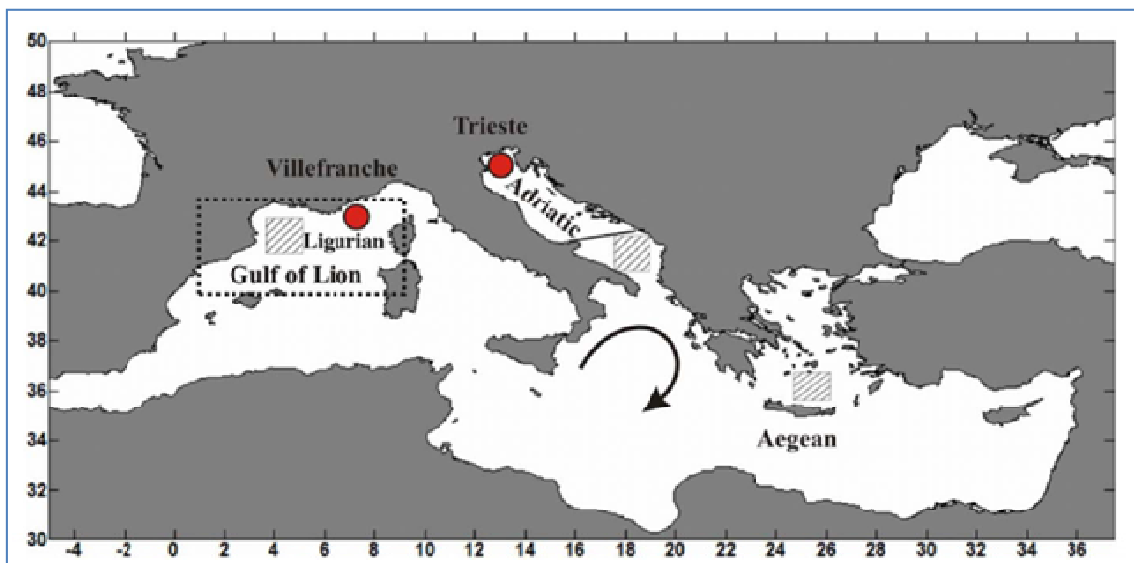 50
48
46
44
42
40
38
36
34
32
30
Trieste
Villefranche
Adriatic
Ligurian
Gulf of Lion
Aegean
-4 -2 0 2 4 6 8 10 12 14 16 18 20 22 24 26 28 30 32 34 36